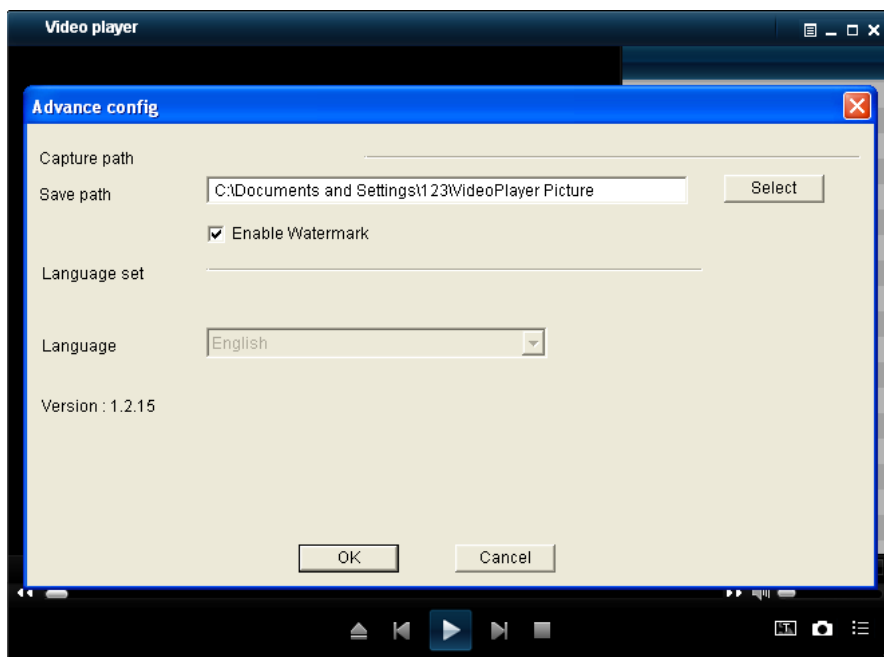 Video player
Advance config
Capture path
Save path
C:\Documents and Settings\123\VideoPlayer Picture
Select
Enable Watermark
Language set
Language
English
Version : 1.2.15
OK
Cancel